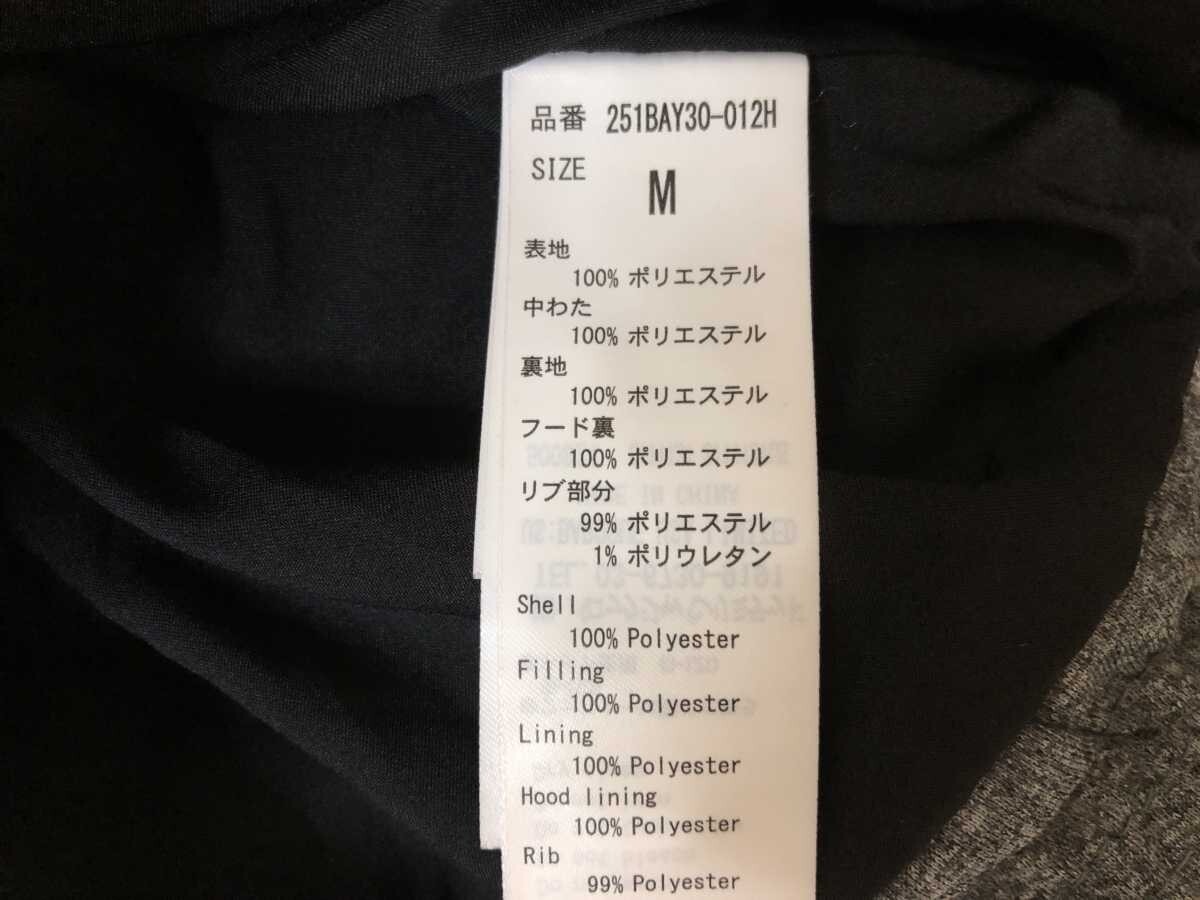 品番 251BAY30-012H
SIZE
M
表地
100% ポリエステル
中わた
100% ポリエステル
裏地
100% ポリエステル
フード裏
100% ポリエステル
リブ部分
99% ポリエステル
1% ポリウレタン
Shell
100% Polyester
Filling
100% Polyester
Lining
100% Polyester
Hood lining
100% Polyester
Rib
99% Polyester